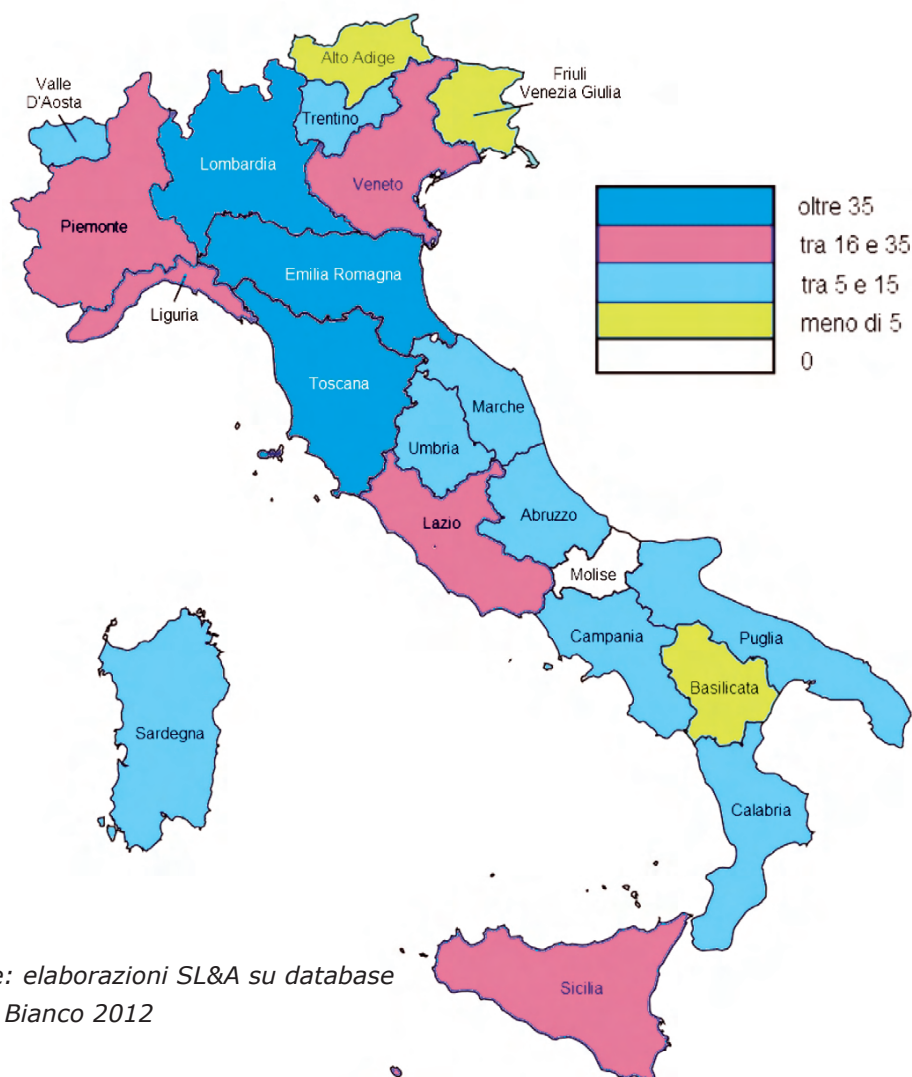 Alto Adige
Friuli
Venezia Giulia
Valle
D'Aosta
Trentino
Lombardia
Veneto
oltre 35
Piemonte
tra 16 e 35
Emilia Romagna
tra 5 e 15
Liguria
meno di 5
0
Toscana
Marche
Umbria
Lazio
Abruzzo
Molise
Campania
Puglia
Basilicata
Sardegna
Calabria
e: elaborazioni SL&A su database
Bianco 2012
Sicilia